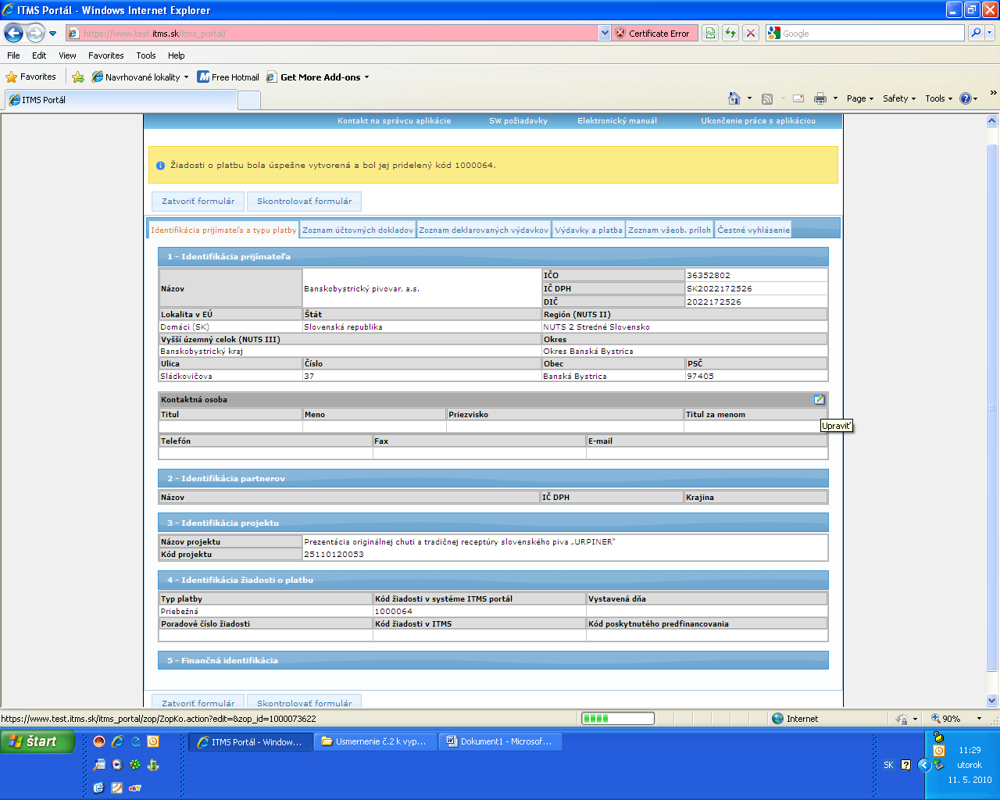 ITMS Portál - Windows Internet Explorer
https://www.test.itms.sk/itms_portal/
Certificate Error
Google
File Edit View Favorites Tools Help
Favorites Navrhované lokality Free Hotmail Get More Add-ons
ITMS Portál
Page Safety Tools
Kontakt na správcu aplikácie SW požiadavky Elektronický manuál Ukončenie práce s aplikáciou
Žiadosti o platbu bola úspešne vytvorená a bol jej pridelený kód 1000064.
Zatvoriť formulár Skontrolovať formulár
Identifikácia prijímateľa a typu platby Zoznam účtovných dokladov Zoznam deklarovaných výdavkov Výdavky a platba Zoznam všeob. príloh Čestné vyhlásenie
1 - Identifikácia prijímateľa
Názov Banskobystrický pivovar, a.s.
IČO 36352802
IČ DPH SK2022172526
DIČ 2022172526
Lokalita v EÚ Štát Región (NUTS II)
Domáci (SK) Slovenská republika NUTS 2 Stredné Slovensko
Vyšší územný celok (NUTS III) Okres
Banskobystrický kraj Okres Banská Bystrica
Ulica Číslo Obec PSČ
Sládkovičova 37 Banská Bystrica 97405
Kontaktná osoba
Titul Meno Priezvisko Titul za menom
Upraviť
Telefón Fax E-mail
2 - Identifikácia partnerov
Názov IČ DPH Krajina
3 - Identifikácia projektu
Názov projektu Prezentácia originálnej chuti a tradičnej receptúry slovenského piva „URPINER“
Kód projektu 25110120053
4 - Identifikácia žiadosti o platbu
Typ platby Kód žiadosti v systéme ITMS portál Vystavená dňa
Priebežná 1000064
Poradové číslo žiadosti Kód žiadosti v ITMS Kód poskytnutého predfinancovania
5 - Finančná identifikácia
Zatvoriť formulár Skontrolovať formulár
https://www.test.itms.sk/itms_portal/zop/ZopKo.action?edit=&zop_id=1000073622
Internet 90%
štart
ITMS Portál - Window... Usmernenie č.2 k vyp... Dokument1 - Microsof...
SK
11:29
utorok
11. 5. 2010